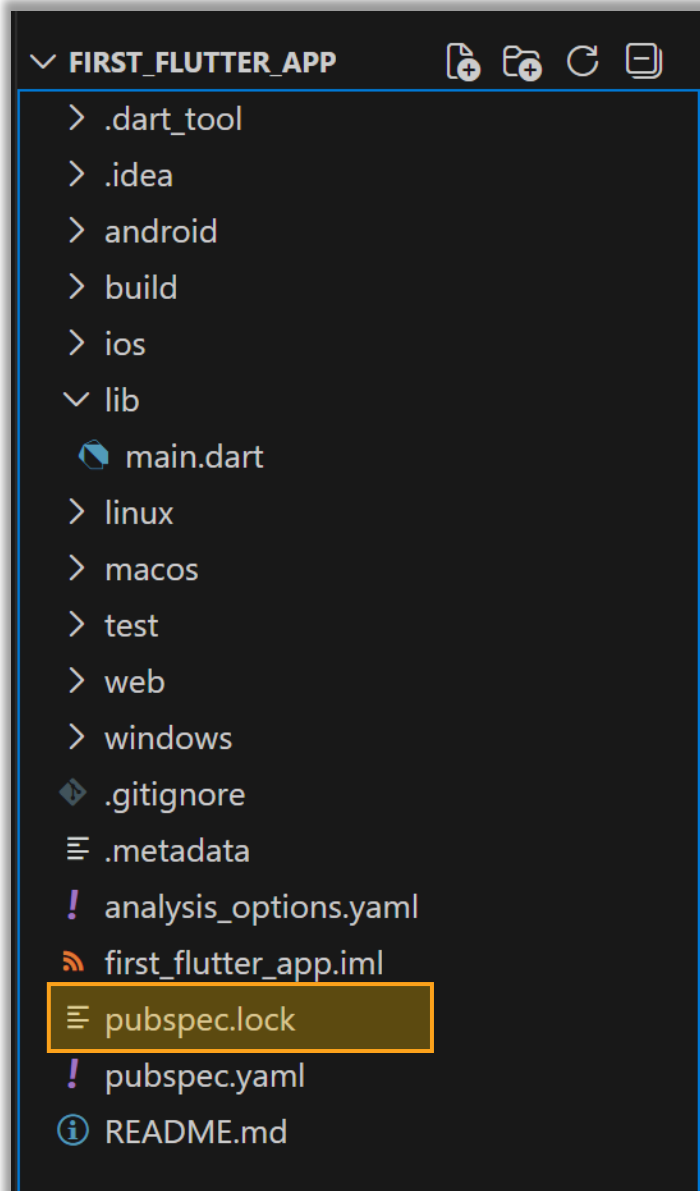 FIRST_FLUTTER_APP
.dart_tool
.idea
android
build
ios
lib
main.dart
linux
macos
test
web
windows
.gitignore
.metadata
analysis_options.yaml
first_flutter_app.iml
pubspec.lock
pubspec.yaml
README.md